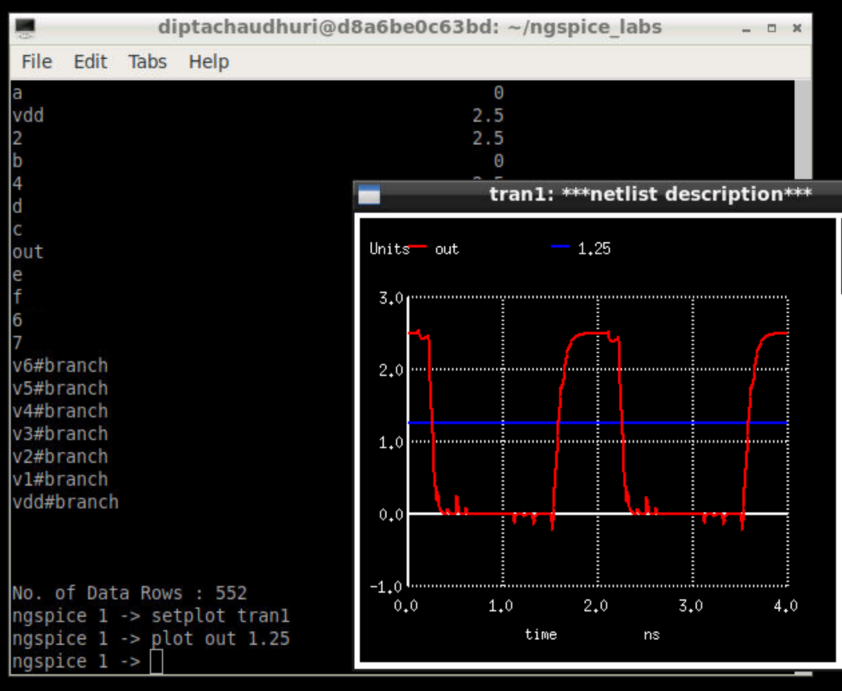 diptachaudhuri@d8a6be0c63bd: ~/ngspice_labs
File Edit Tabs Help
a 0
vdd 2.5
2 2.5
b 0
4
d
c
out
e
f
6
7
v6#branch
v5#branch
v4#branch
v3#branch
v2#branch
v1#branch
vdd#branch
No. of Data Rows : 552
ngspice 1 -> setplot tran1
ngspice 1 -> plot out 1.25
ngspice 1 ->
tran1: ***netlist description***
Units out 1.25
3.0
2.0
1.0
0.0
-1.0
0.0 1.0 2.0 3.0 4.0
time ns